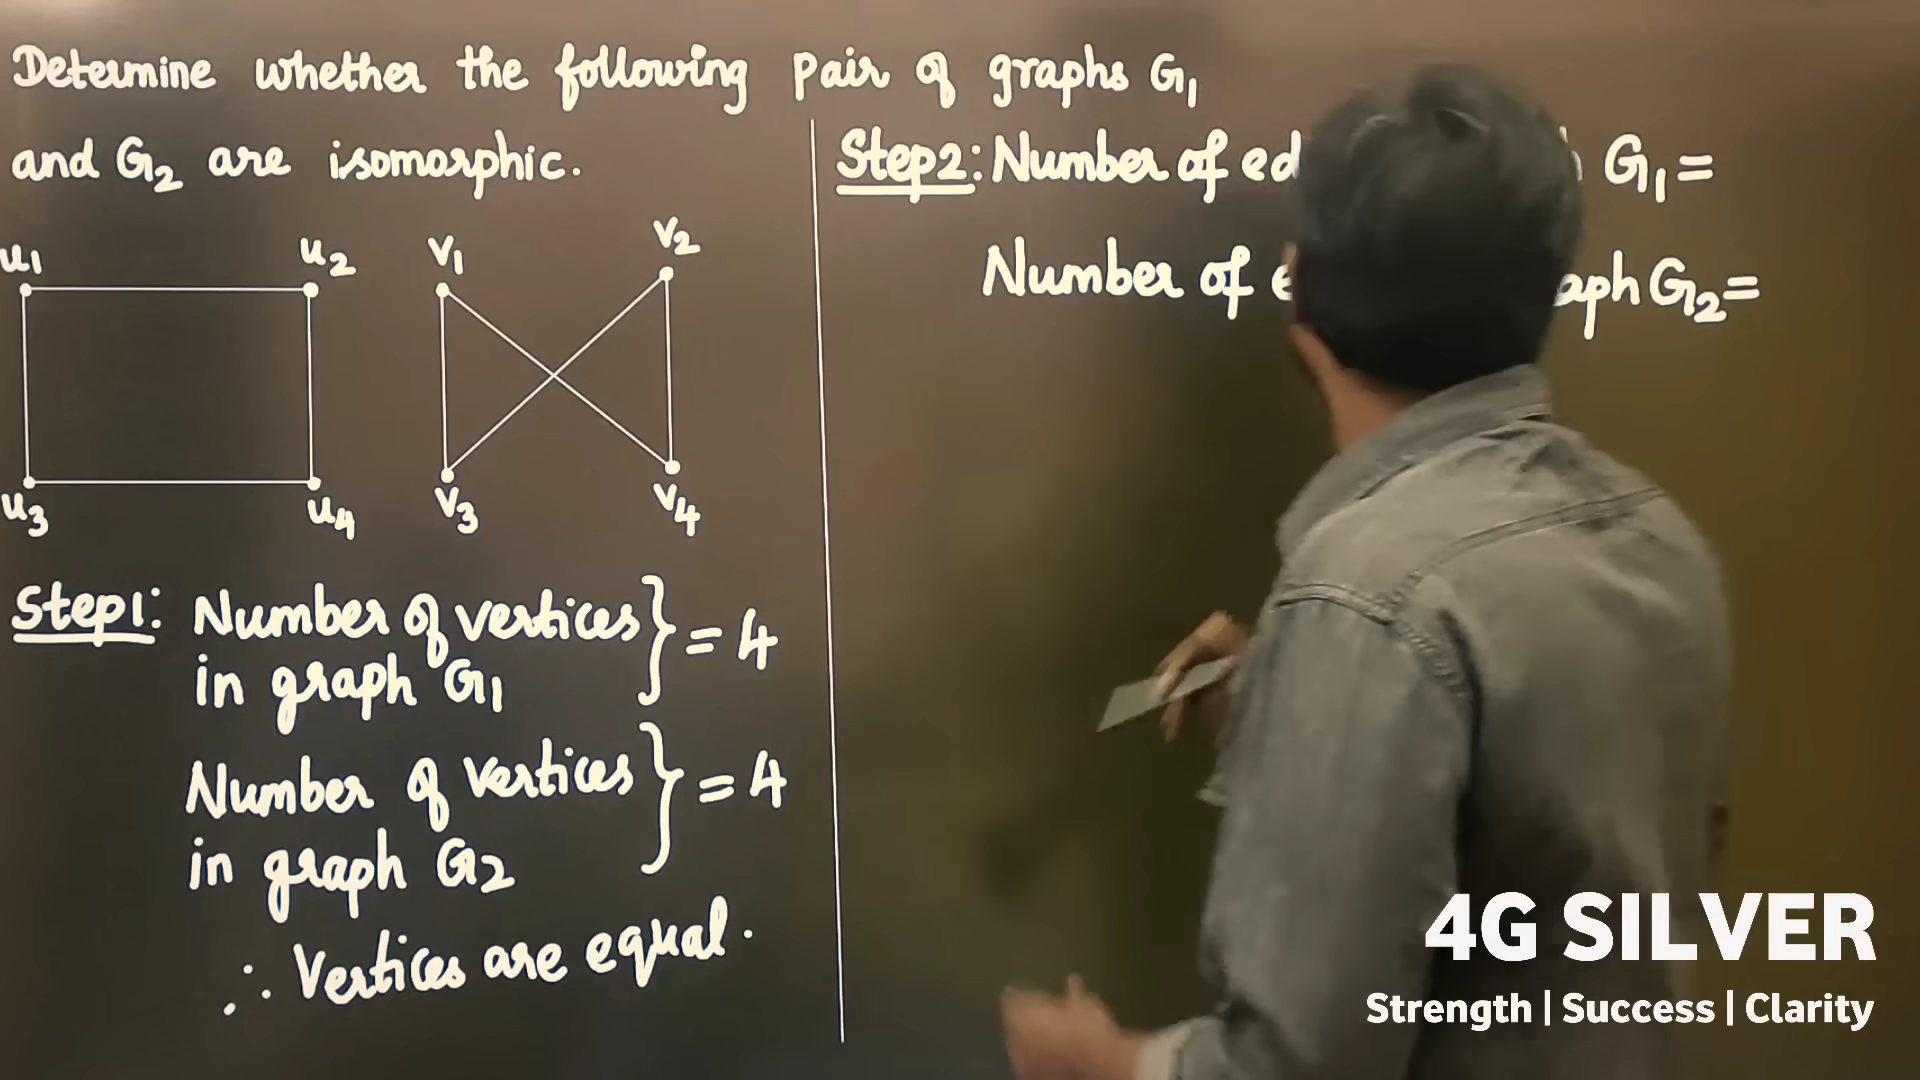 Determine whether the following pair of graphs G1
and G2 are isomorphic.
u1
u2
v1
v2
u3
u4
v3
v4
Step1: Number of vertices
in graph G1
} = 4
Number of vertices
in graph G2
} = 4
∴ Vertices are equal.
Step2: Number of G1=
Number of G2=
4G SILVER
Strength | Success | Clarity